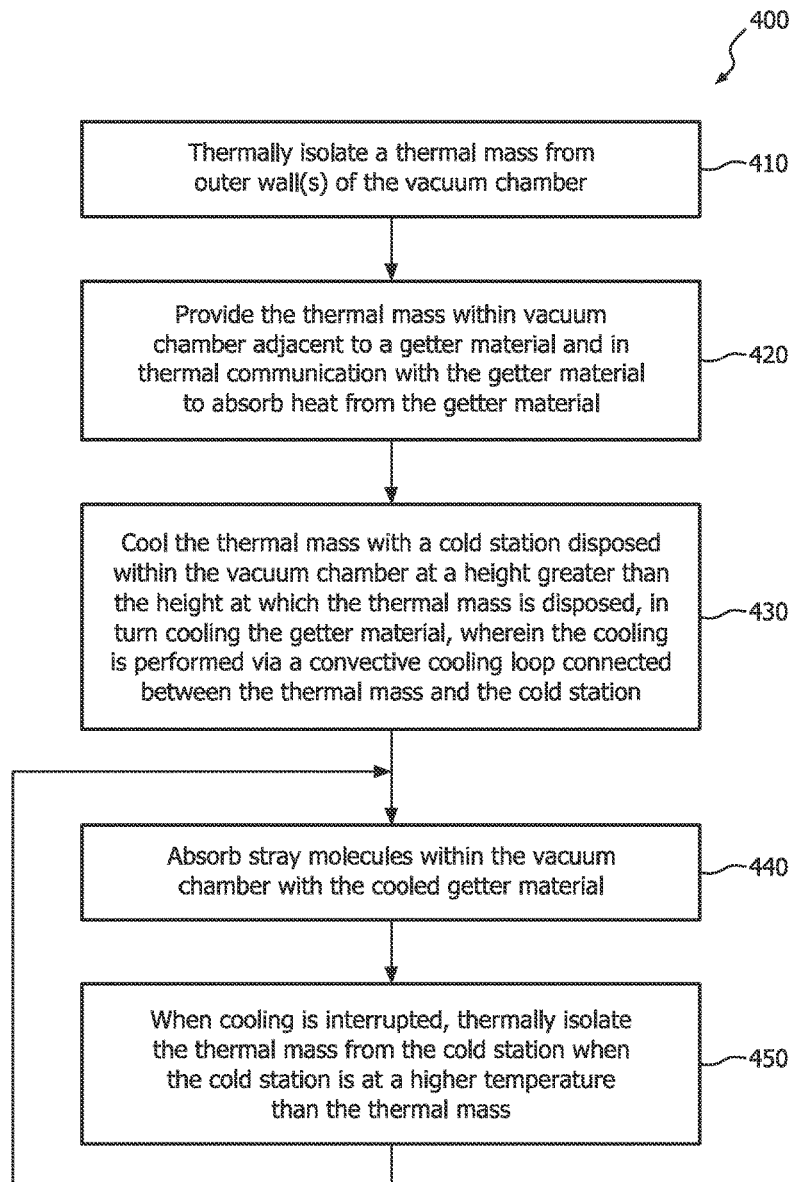 400
Thermally isolate a thermal mass from
outer wall(s) of the vacuum chamber
410
Provide the thermal mass within vacuum
chamber adjacent to a getter material and in
thermal communication with the getter material
to absorb heat from the getter material
420
Cool the thermal mass with a cold station disposed
within the vacuum chamber at a height greater than
the height at which the thermal mass is disposed, in
turn cooling the getter material, wherein the cooling
is performed via a convective cooling loop connected
between the thermal mass and the cold station
430
Absorb stray molecules within the vacuum
chamber with the cooled getter material
440
When cooling is interrupted, thermally isolate
the thermal mass from the cold station when
the cold station is at a higher temperature
than the thermal mass
450